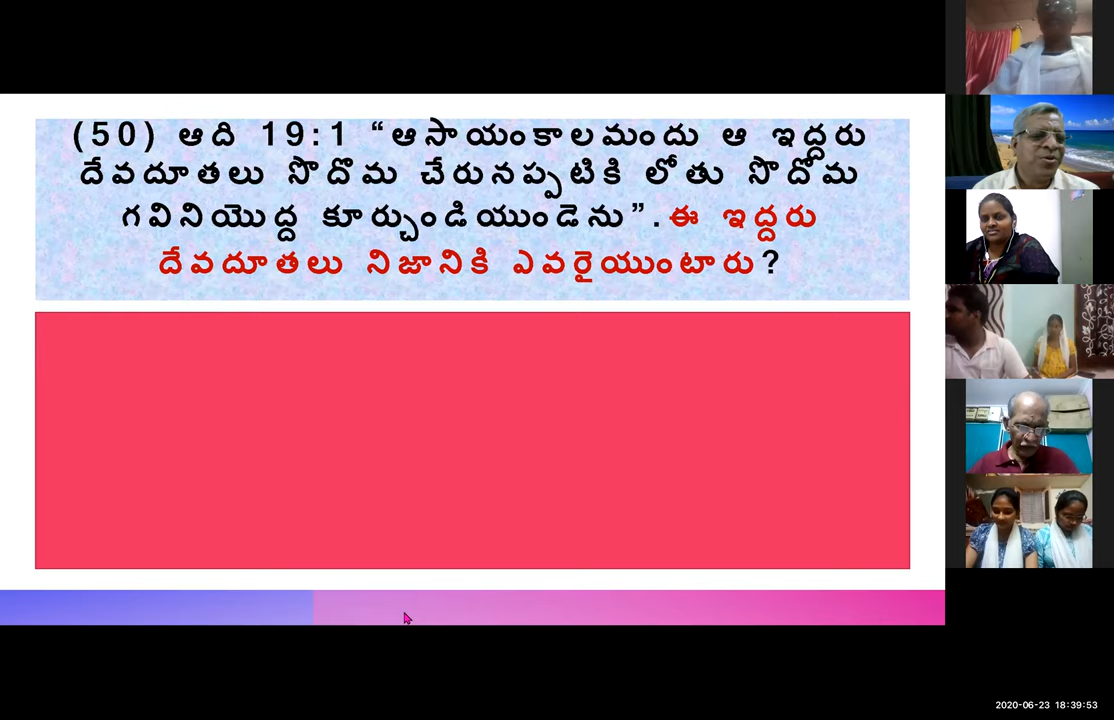 (50) ఆది 19:1 “ఆ సాయంకాలమందు ఆ ఇద్దరు
దేవదూతలు సొదొమ చేరునప్పటికి లోతు సొదొమ
గవినియొద్ద కూర్చుండియుండెను”. ఈ ఇద్దరు
దేవదూతలు నిజానికి ఎవరైయుంటారు?
2020-06-23 18:39:53